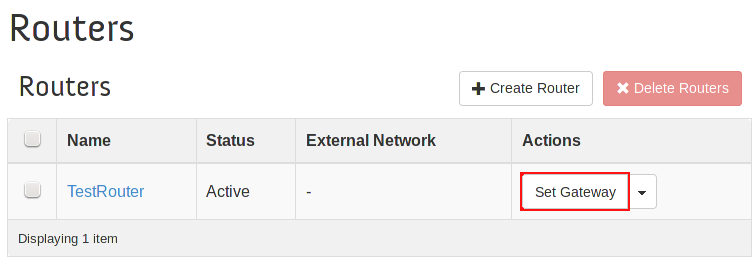 Routers
Routers
Create Router
Delete Routers
Name Status External Network Actions
TestRouter Active - Set Gateway
Displaying 1 item